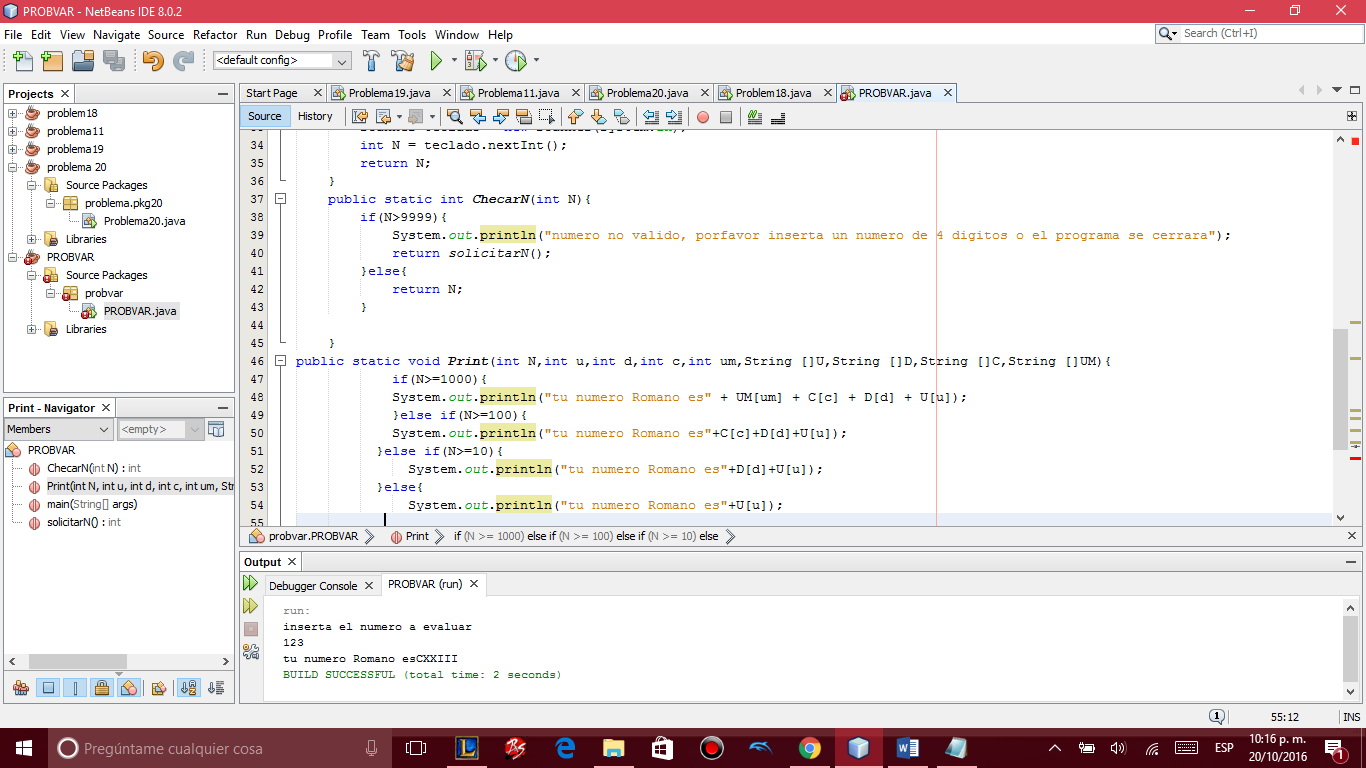 PROBVAR - NetBeans IDE 8.0.2
File Edit View Navigate Source Refactor Run Debug Profile Team Tools Window Help
Search (Ctrl+I)
<default config>
Projects
problem18
problema11
problema19
problema 20
Source Packages
problema.pkg20
Problema20.java
Libraries
PROBVAR
Source Packages
probvar
PROBVAR.java
Libraries
Print - Navigator
Members
<empty>
PROBVAR
ChecarN(int N) : int
Print(int N, int u, int d, int c, int um, Str
main(String[] args)
solicitarN() : int
Start Page Problema19.java Problema11.java Problema20.java Problem18.java PROBVAR.java
Source History
34 int N = teclado.nextInt();
35 return N;
36 }
37 public static int ChecarN(int N){
38 if(N>9999){
39 System.out.println("numero no valido, porfavor inserta un numero de 4 digitos o el programa se cerrara");
40 return solicitarN();
41 }else{
42 return N;
43 }
44
45 }
46 public static void Print(int N,int u,int d,int c,int um,String []U,String []D,String []C,String []UM){
47 if(N>=1000){
48 System.out.println("tu numero Romano es" + UM[um] + C[c] + D[d] + U[u]);
49 }else if(N>=100){
50 System.out.println("tu numero Romano es"+C[c]+D[d]+U[u]);
51 }else if(N>=10){
52 System.out.println("tu numero Romano es"+D[d]+U[u]);
53 }else{
54 System.out.println("tu numero Romano es"+U[u]);
55
probvar.PROBVAR Print if (N >= 1000) else if (N >= 100) else if (N >= 10) else
Output
Debugger Console PROBVAR (run)
run:
inserta el numero a evaluar
123
tu numero Romano esCXXIII
BUILD SUCCESSFUL (total time: 2 seconds)
1 55:12 INS
Pregúntame cualquier cosa
ESP
10:16 p. m.
20/10/2016
1